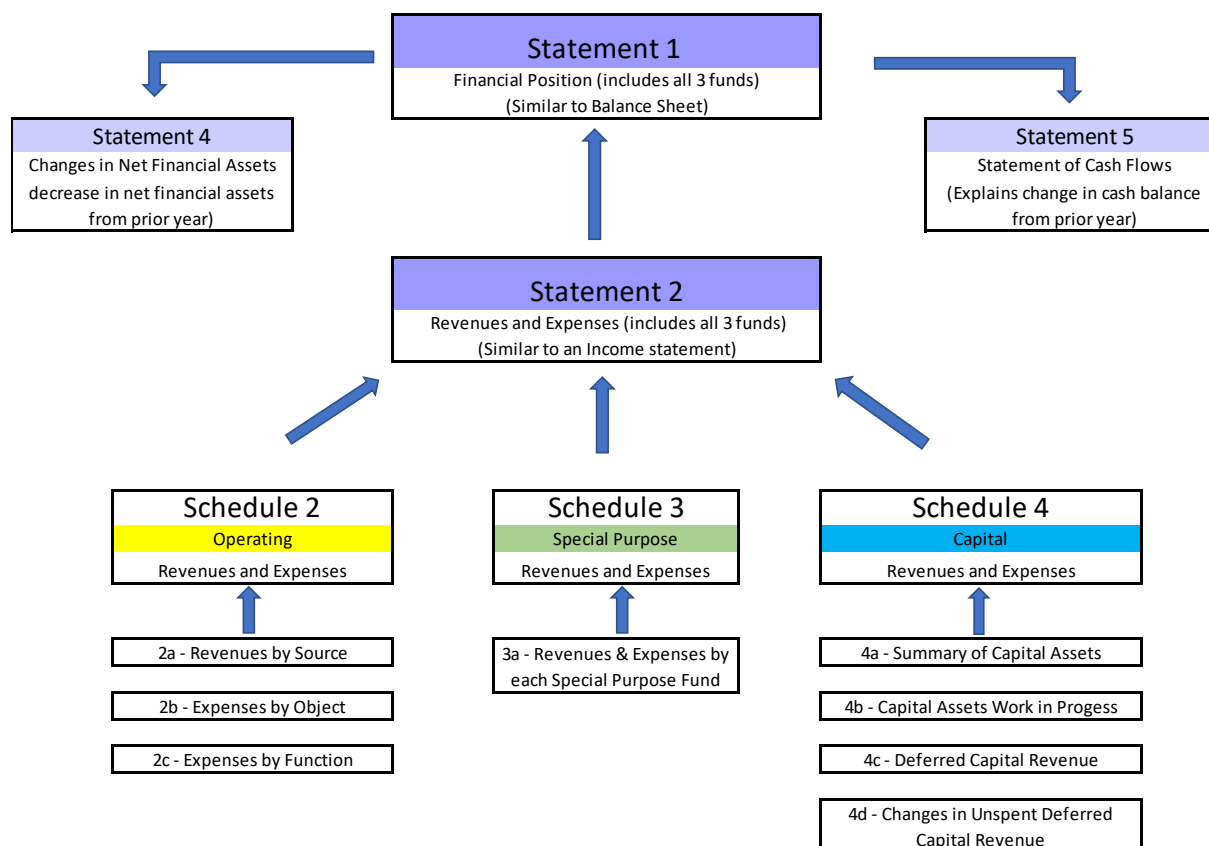 Statement 1
Financial Position (includes all 3 funds)
(Similar to Balance Sheet)
Statement 4
Changes in Net Financial Assets
decrease in net financial assets
from prior year)
Statement 5
Statement of Cash Flows
(Explains change in cash balance
from prior year)
Statement 2
Revenues and Expenses (includes all 3 funds)
(Similar to an Income statement)
Schedule 2
Operating
Revenues and Expenses
2a - Revenues by Source
2b - Expenses by Object
2c - Expenses by Function
Schedule 3
Special Purpose
Revenues and Expenses
3a - Revenues & Expenses by
each Special Purpose Fund
Schedule 4
Capital
Revenues and Expenses
4a - Summary of Capital Assets
4b - Capital Assets Work in Progess
4c - Deferred Capital Revenue
4d - Changes in Unspent Deferred
Capital Revenue